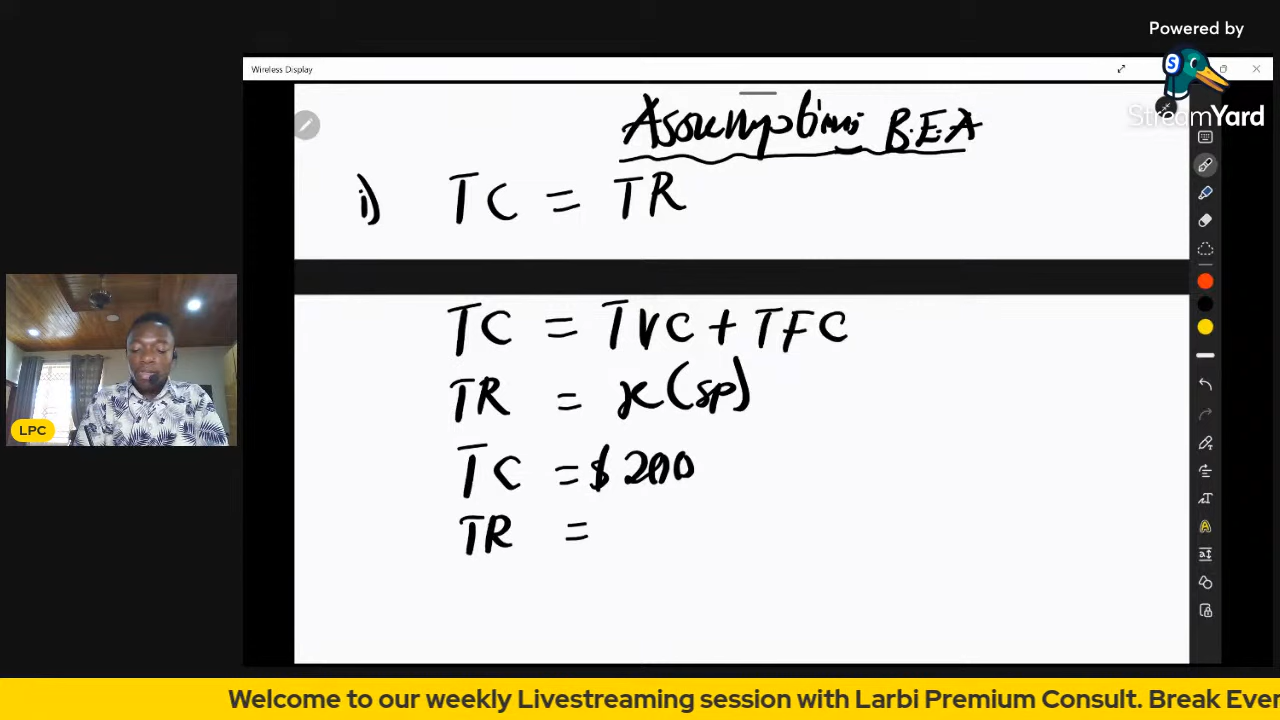 Powered by
StreamYard
Wireless Display
Assumptions B.E.A
i) TC = TR
TC = TVC + TFC
TR = x(sp)
TC = $200
TR =
LPC
Welcome to our weekly Livestreaming session with Larbi Premium Consult. Break Ever